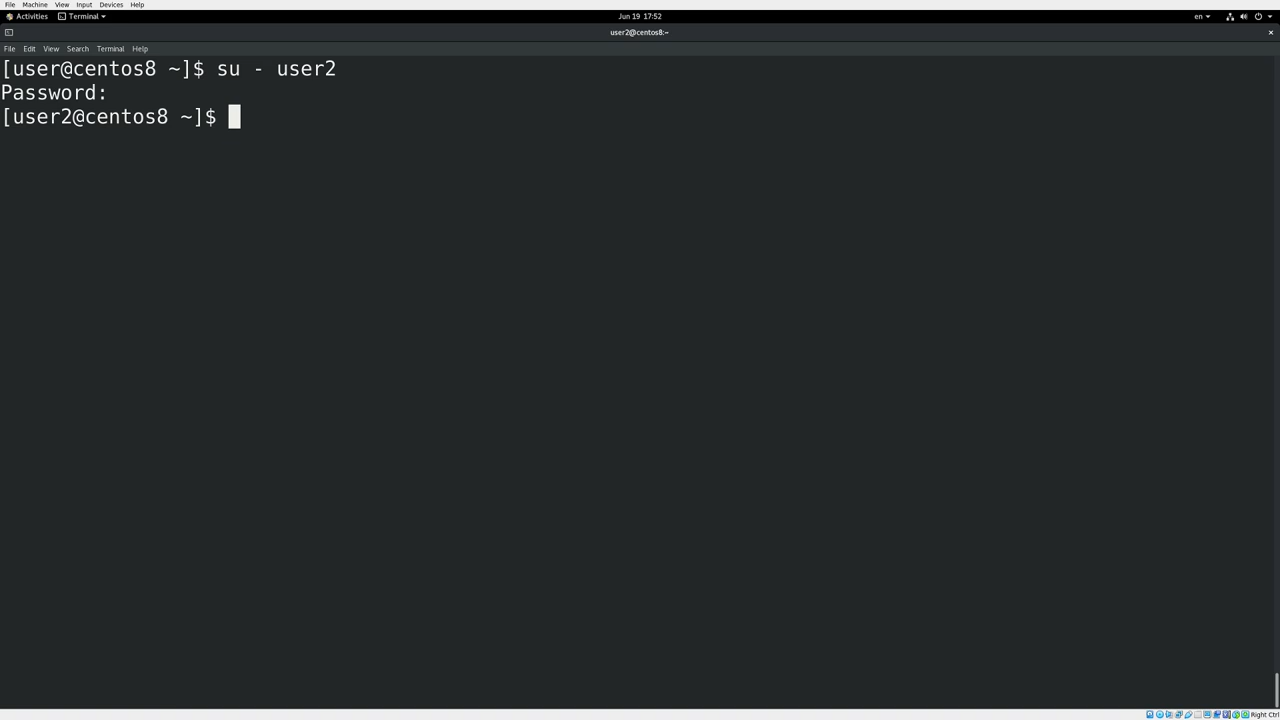 File Machine View Input Devices Help
Activities Terminal Jun 19 17:52 en
user2@centos8:~ ×
File Edit View Search Terminal Help
[user@centos8 ~]$ su - user2
Password:
[user2@centos8 ~]$
Right Ctrl